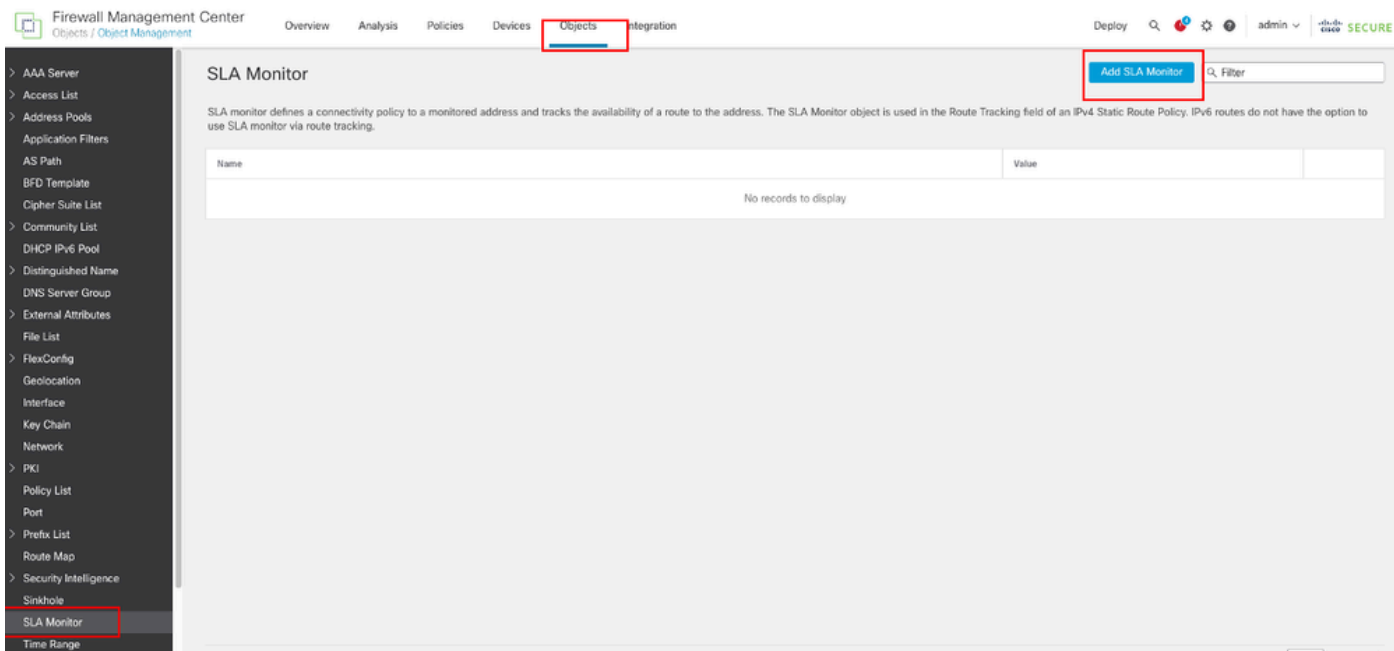 Firewall Management Center
Objects / Object Management
Overview Analysis Policies Devices Objects Integration
Deploy admin cisco SECURE
AAA Server
Access List
Address Pools
Application Filters
AS Path
BFD Template
Cipher Suite List
Community List
DHCP IPv6 Pool
Distinguished Name
DNS Server Group
External Attributes
File List
FlexConfig
Geolocation
Interface
Key Chain
Network
PKI
Policy List
Port
Prefix List
Route Map
Security Intelligence
Sinkhole
SLA Monitor
Time Range
SLA Monitor
Add SLA Monitor
Filter
SLA monitor defines a connectivity policy to a monitored address and tracks the availability of a route to the address. The SLA Monitor object is used in the Route Tracking field of an IPv4 Static Route Policy. IPv6 routes do not have the option to
use SLA monitor via route tracking.
Name Value
No records to display